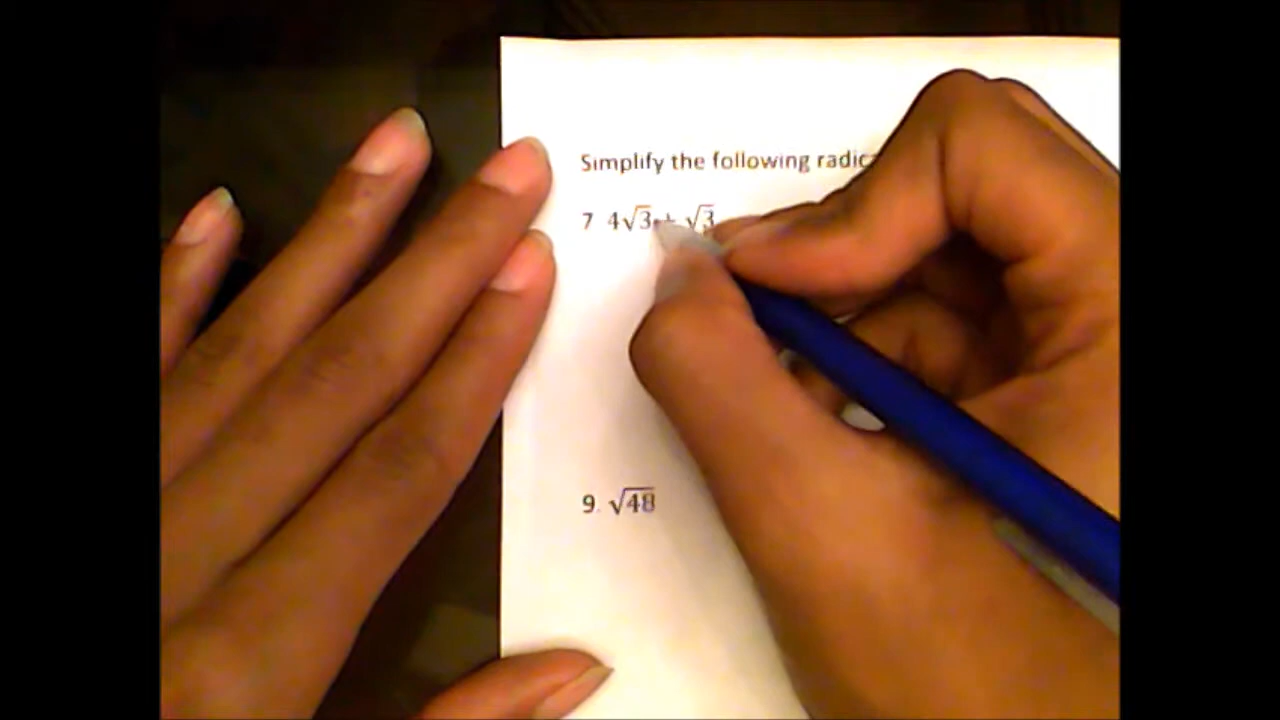 Simplify the following
7 4√3 + √3
9. √48